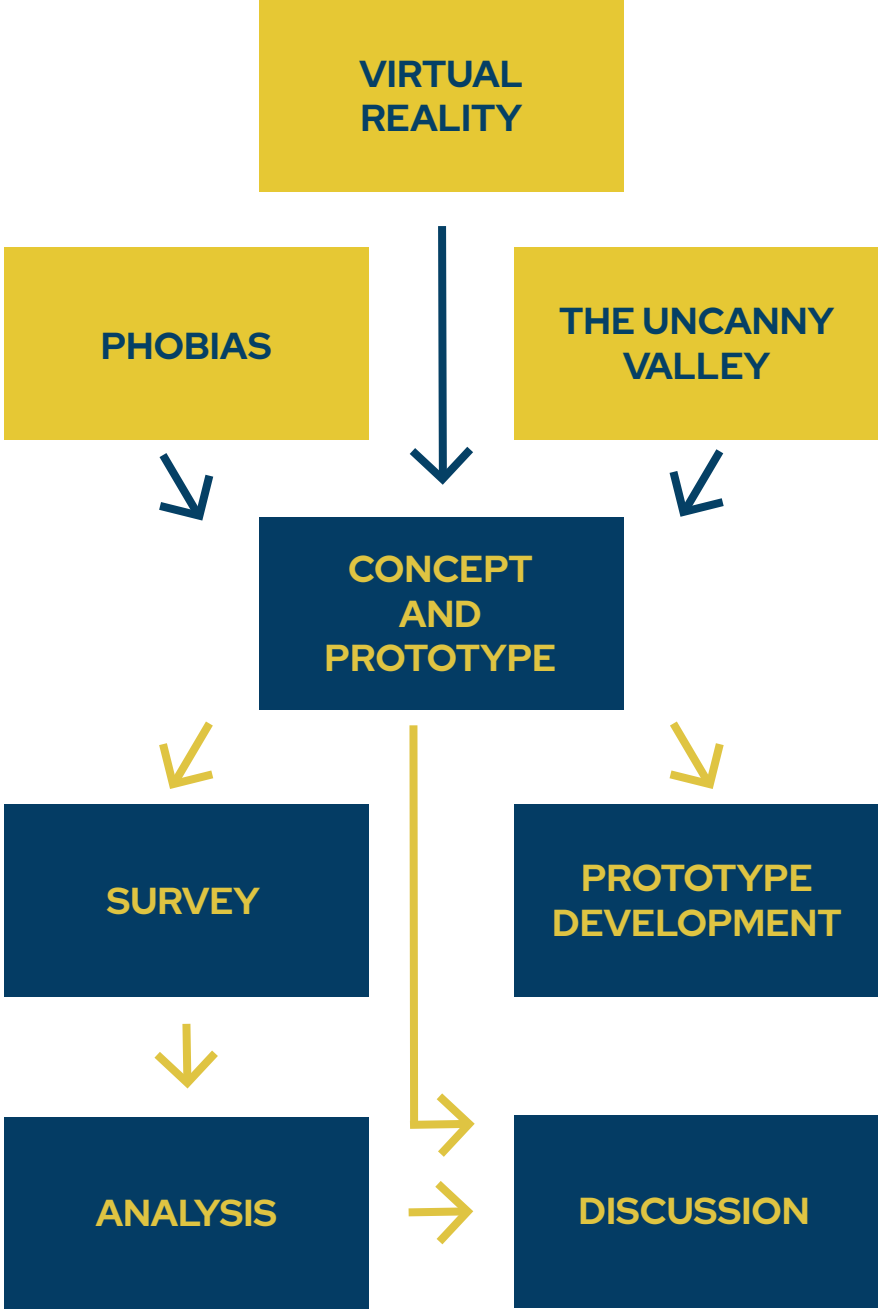 VIRTUAL
REALITY
PHOBIAS
THE UNCANNY
VALLEY
CONCEPT
AND
PROTOTYPE
SURVEY
PROTOTYPE
DEVELOPMENT
ANALYSIS
DISCUSSION